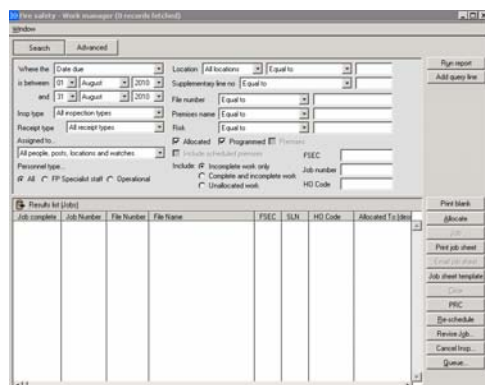 Fire safety - Work manager (0 records fetched)
Window
Search Advanced
Run report
Add query line
Where the Date due
is between 01 August 2010
and 31 August 2010
Insp type All inspection types
Receipt type All receipt types
Assigned to...
All people, posts, locations and watches
Personnel type...
All FP Specialist staff Operational
Location All locations Equal to
Supplementary line no Equal to
File number Equal to
Premises name Equal to
Risk Equal to
Allocated Programmed Premises
Include scheduled premises
Include: Incomplete work only
Complete and incomplete work
Unallocated work
FSEC
Job number
HO Code
Results list (Jobs)
Job complete Job Number File Number File Name FSEC SLN HO Code Allocated To (desc
Print blank
Allocate
Job
Print job sheet
Email job sheet
Job sheet template
Clear
PRC
Re-schedule
Revise Job...
Cancel Insp...
Queue...